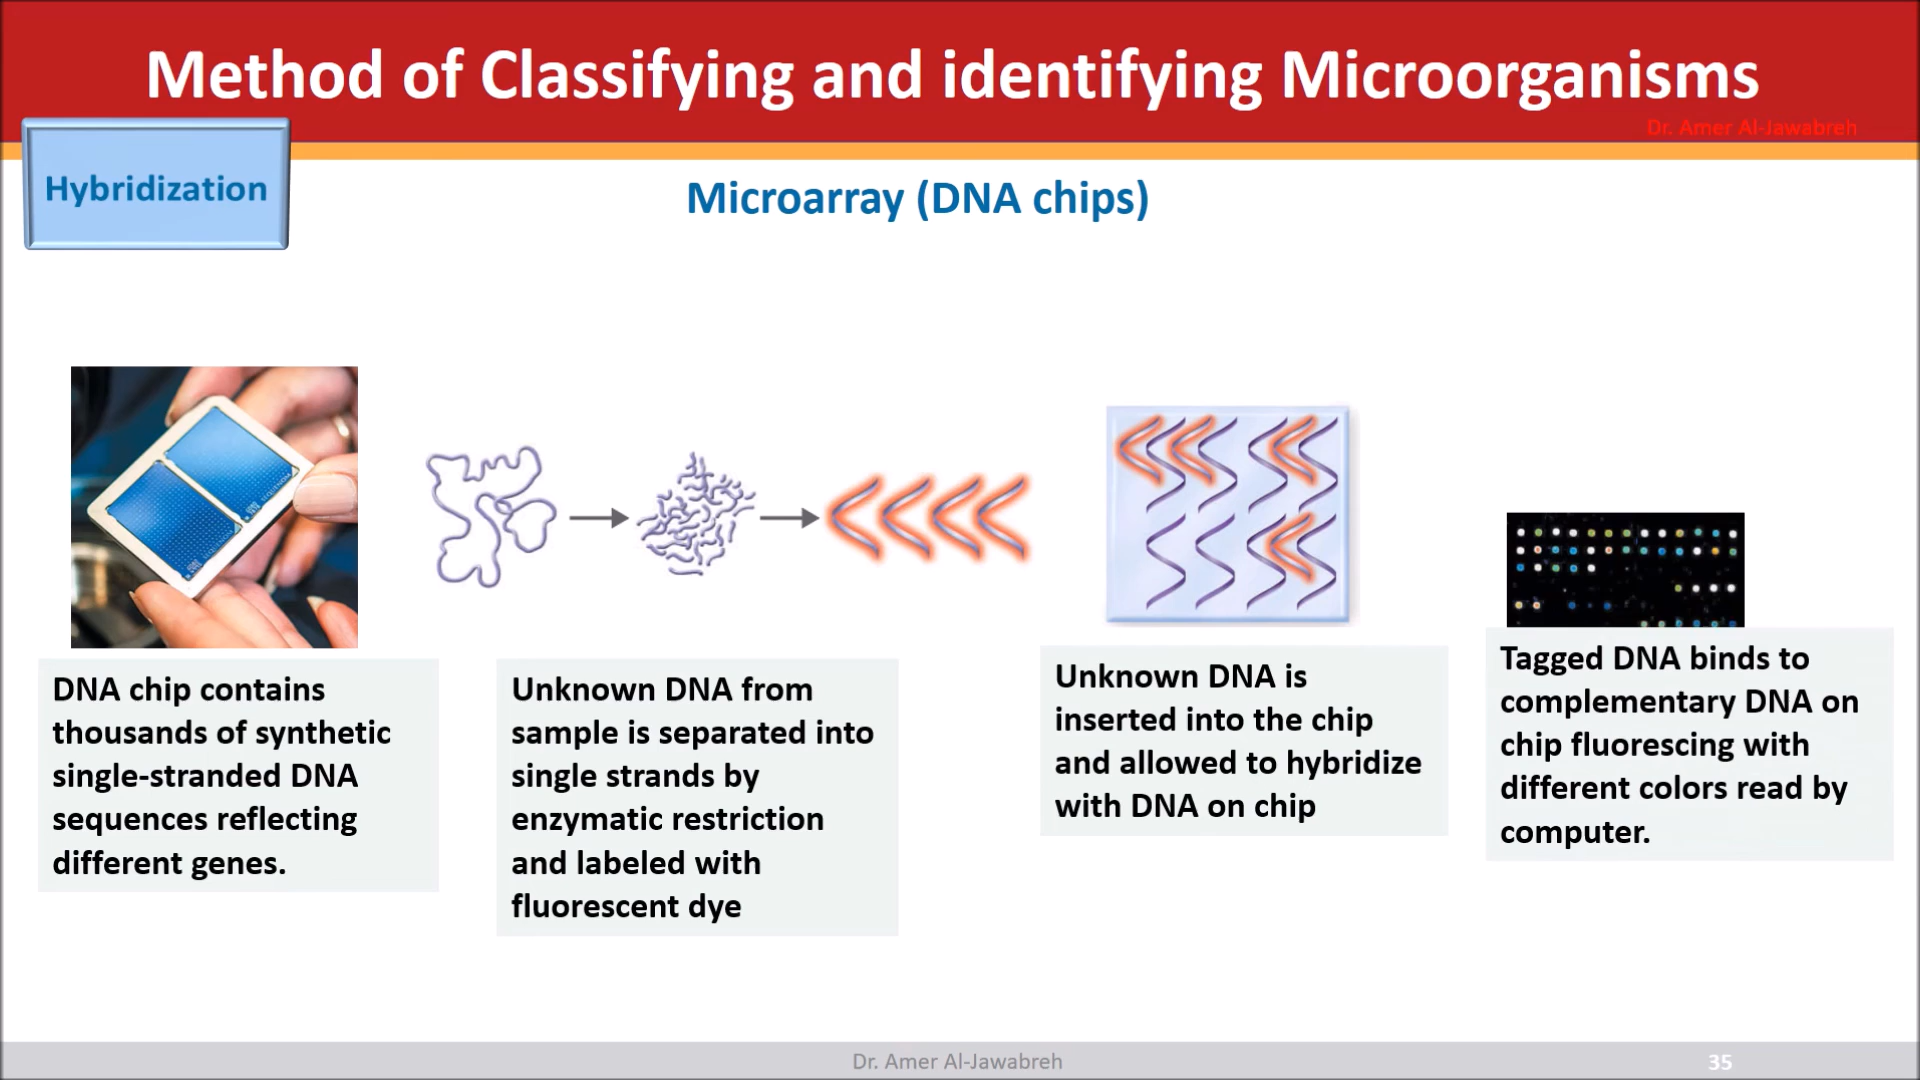 Method of Classifying and identifying Microorganisms
Dr. Amer Al-Jawabreh
Hybridization
Microarray (DNA chips)
DNA chip contains
thousands of synthetic
single-stranded DNA
sequences reflecting
different genes.
Unknown DNA from
sample is separated into
single strands by
enzymatic restriction
and labeled with
fluorescent dye
Unknown DNA is
inserted into the chip
and allowed to hybridize
with DNA on chip
Tagged DNA binds to
complementary DNA on
chip fluorescing with
different colors read by
computer.
Dr. Amer Al-Jawabreh
35